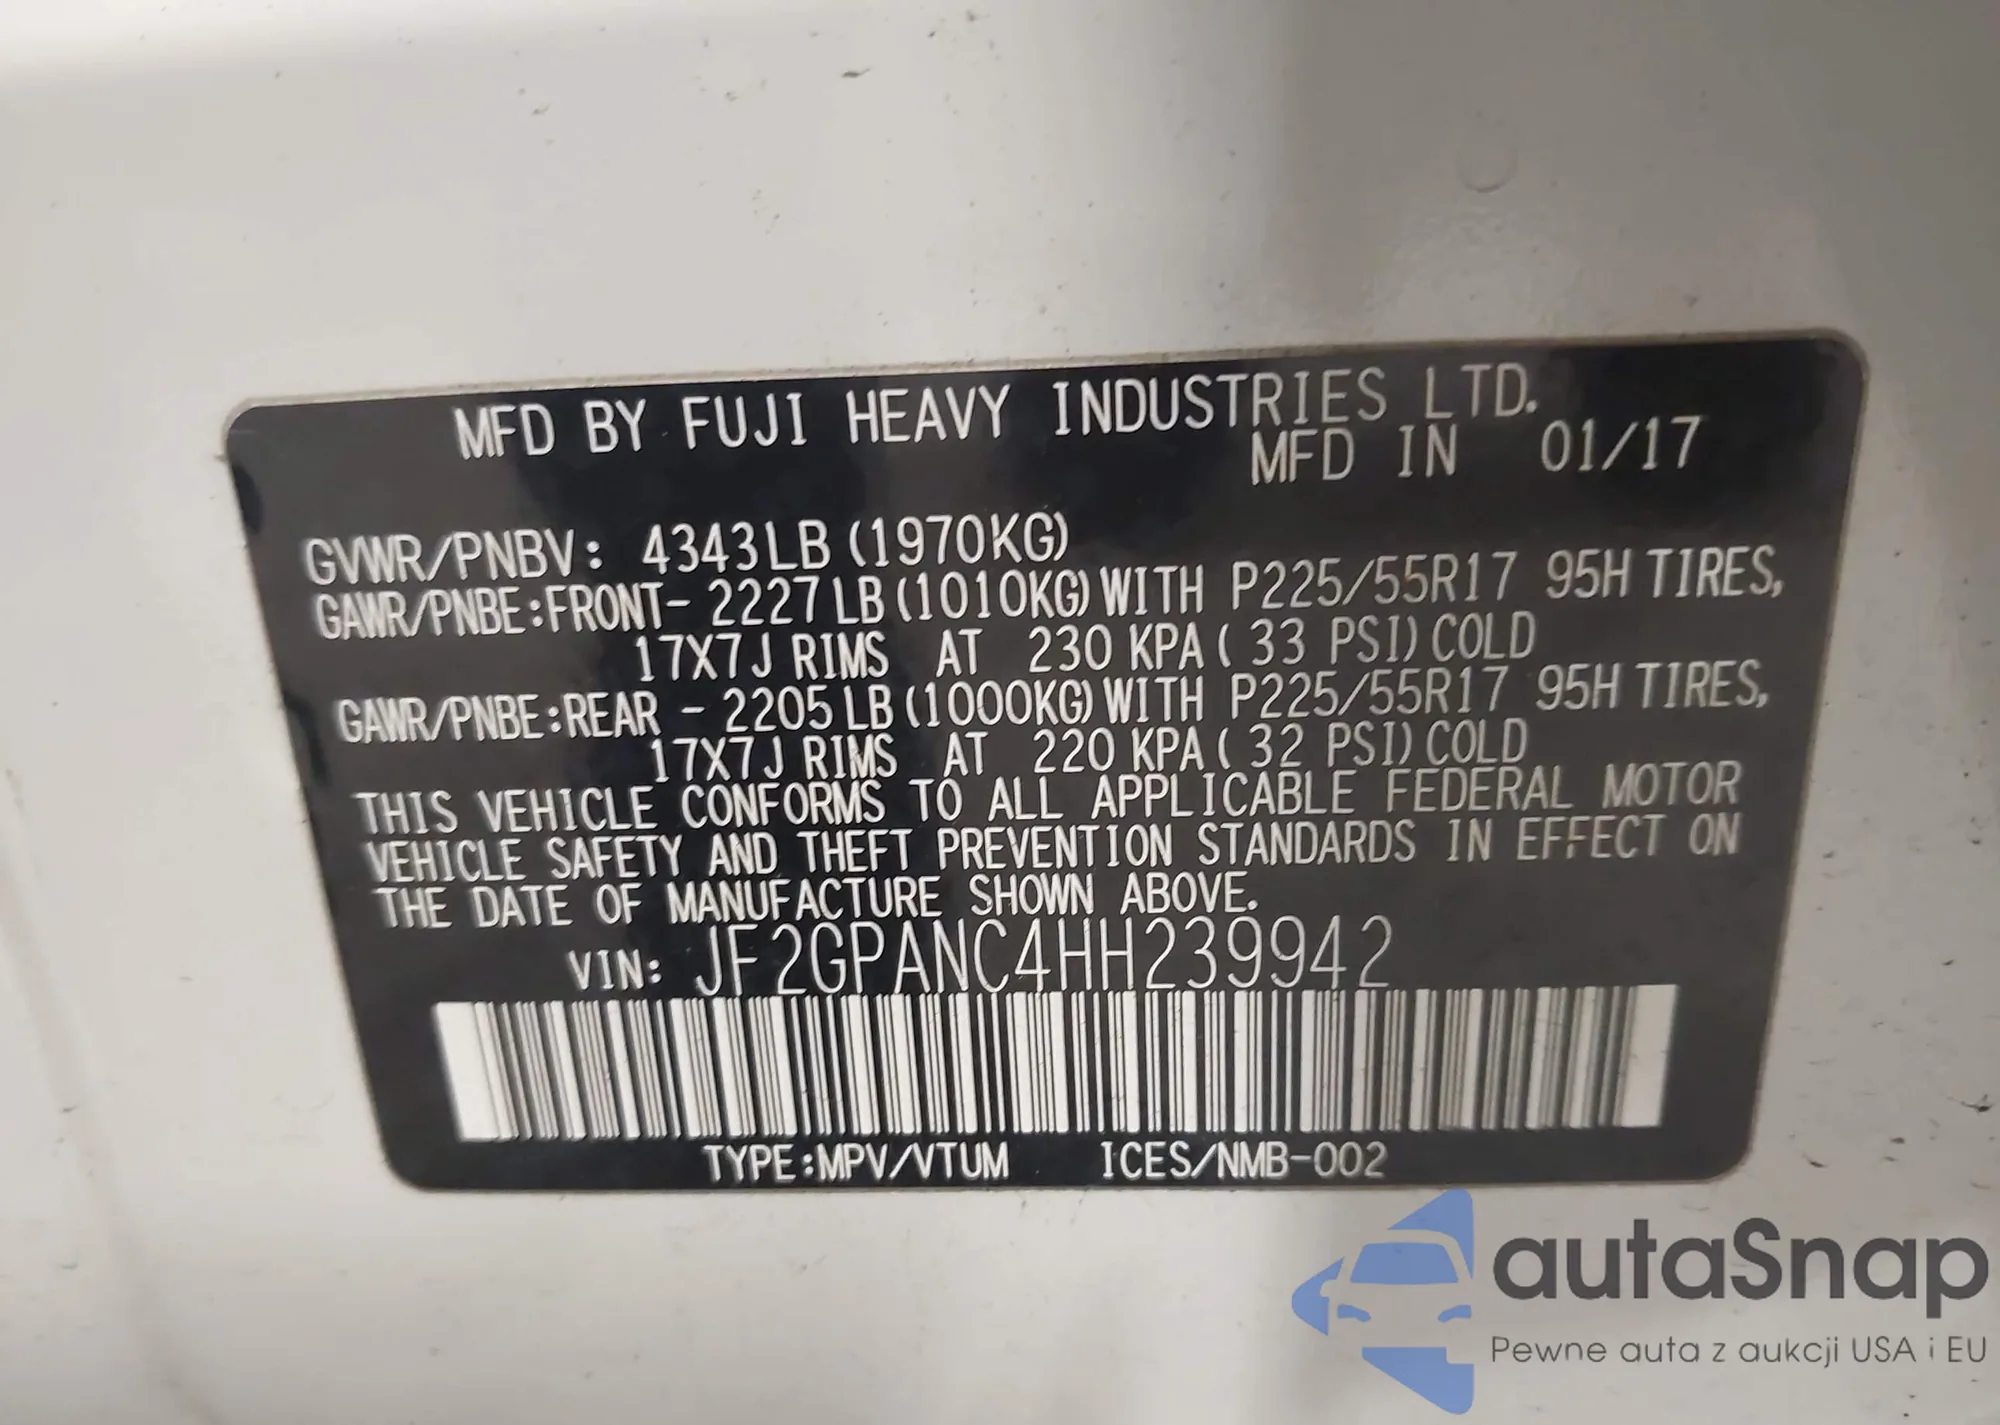 MFD BY FUJI HEAVY INDUSTRIES LTD.
MFD IN 01/17
GVWR/PNBV: 4343LB (1970KG)
GAWR/PNBE:FRONT- 2227LB (1010KG) WITH P225/55R17 95H TIRES,
17X7J RIMS AT 230 KPA ( 33 PSI) COLD
GAWR/PNBE:REAR - 2205LB (1000KG) WITH P225/55R17 95H TIRES,
17X7J RIMS AT 220 KPA ( 32 PSI) COLD
THIS VEHICLE CONFORMS TO ALL APPLICABLE FEDERAL MOTOR
VEHICLE SAFETY AND THEFT PREVENTION STANDARDS IN EFFECT ON
THE DATE OF MANUFACTURE SHOWN ABOVE.
VIN: JF2GPANC4HH239942
TYPE:MPV/VTUM ICES/NMB-002
autaSnap
Pewne auta z aukcji USA i EU